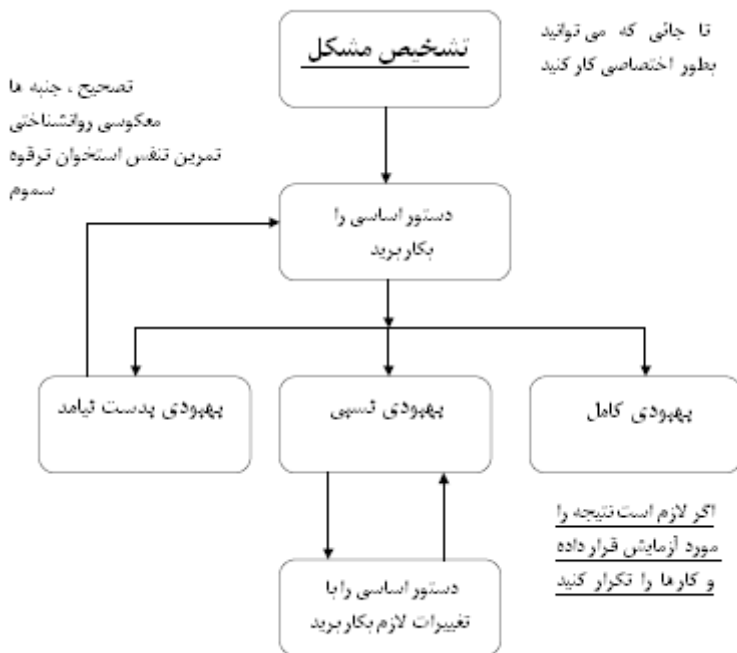 تشخیص مشکل
تا جائی که می توانید
بطور اختصاصی کار کنید
تصحیح ، جنبه ها
معکوسی روانشناختی
تمرین تنفس استخوان ترقوه
سموم
دستور اساسی را
بکار برید
بهبودی کامل
بهبودی نسبی
بهبودی بدست نیامد
اگر لازم است نتیجه را
مورد آزمایش قرار داده
و کارها را تکرار کنید
دستور اساسی را با
تغییرات لازم بکار برید